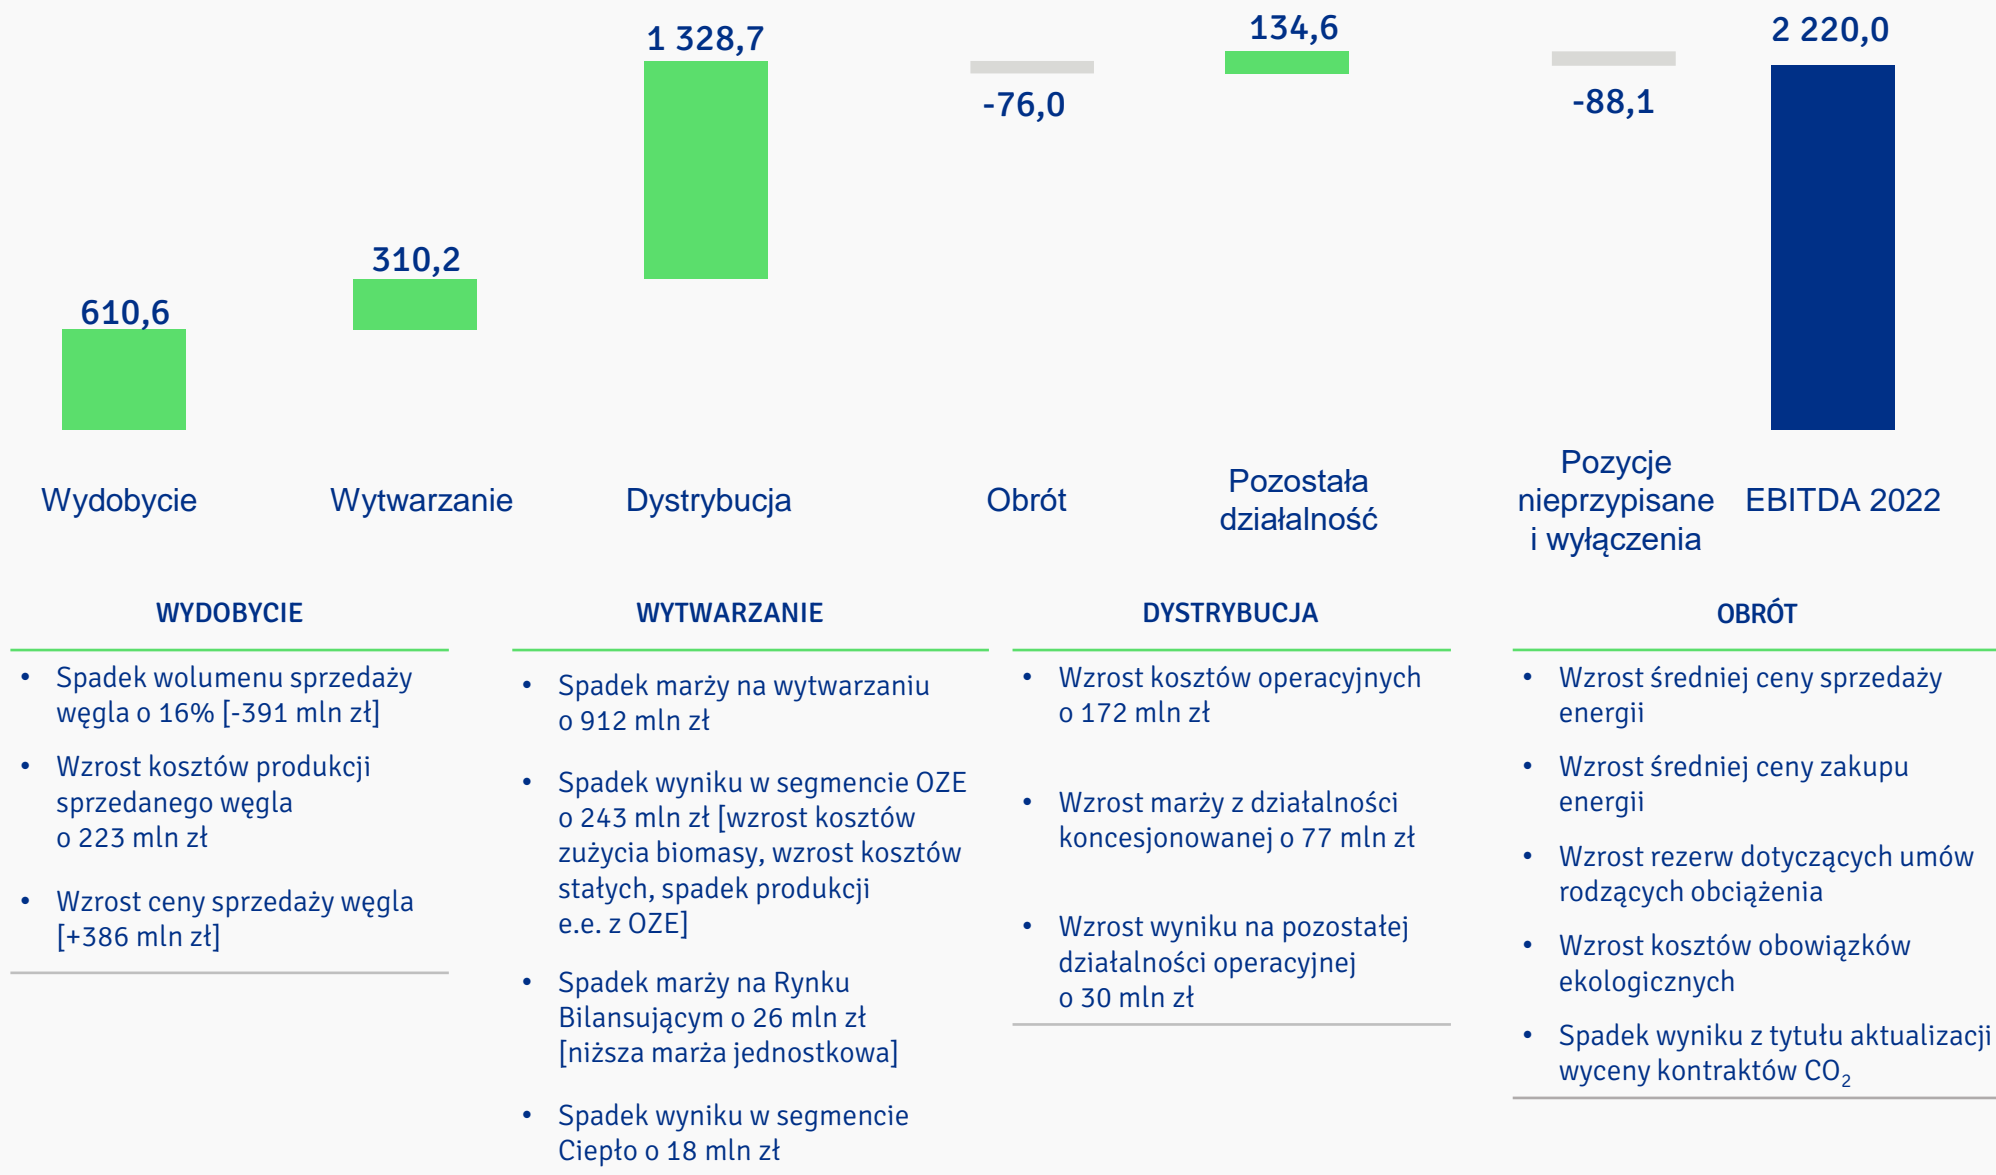 610,6
310,2
1 328,7
-76,0
134,6
-88,1
2 220,0
Wydobycie
Wytwarzanie
Dystrybucja
Obrót
Pozostała
działalność
Pozycje
nieprzypisane
i wyłączenia
EBITDA 2022
WYDOBYCIE
• Spadek wolumenu sprzedaży
węgla o 16% [-391 mln zł]
• Wzrost kosztów produkcji
sprzedanego węgla
o 223 mln zł
• Wzrost ceny sprzedaży węgla
[+386 mln zł]
WYTWARZANIE
• Spadek marży na wytwarzaniu
o 912 mln zł
• Spadek wyniku w segmencie OZE
o 243 mln zł [wzrost kosztów
zużycia biomasy, wzrost kosztów
stałych, spadek produkcji
e.e. z OZE]
• Spadek marży na Rynku
Bilansującym o 26 mln zł
[niższa marża jednostkowa]
• Spadek wyniku w segmencie
Ciepło o 18 mln zł
DYSTRYBUCJA
• Wzrost kosztów operacyjnych
o 172 mln zł
• Wzrost marży z działalności
koncesjonowanej o 77 mln zł
• Wzrost wyniku na pozostałej
działalności operacyjnej
o 30 mln zł
OBRÓT
• Wzrost średniej ceny sprzedaży
energii
• Wzrost średniej ceny zakupu
energii
• Wzrost rezerw dotyczących umów
rodzących obciążenia
• Wzrost kosztów obowiązków
ekologicznych
• Spadek wyniku z tytułu aktualizacji
wyceny kontraktów CO₂